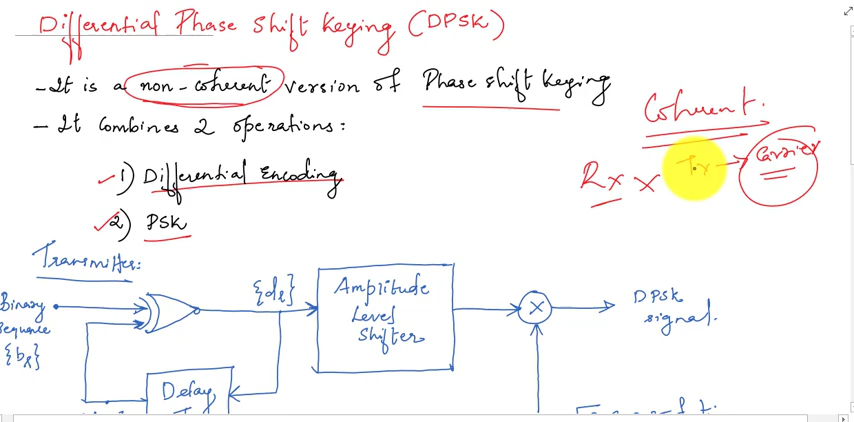 Differential Phase Shift Keying (DPSK)
- It is a non-coherent version of Phase shift keying
- It combines 2 operations:
1) Differential Encoding
2) PSK
Coherent.
Rx x Tx → Carrier
Transmitter:
Binary
sequence
{bk}
{dk}
Amplitude
Level
Shifter
X
DPSK
signal.
Delay